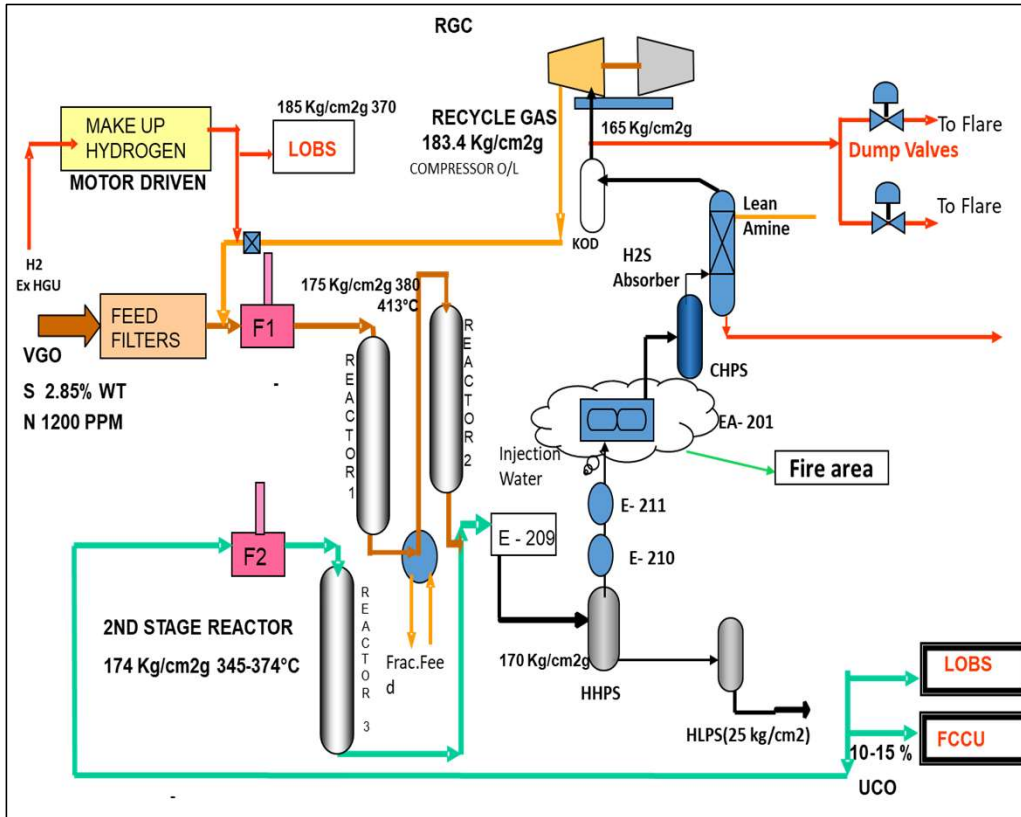 RGC
185 Kg/cm2g 370
MAKE UP
HYDROGEN
MOTOR DRIVEN
LOBS
RECYCLE GAS
183.4 Kg/cm2g
COMPRESSOR O/L
165 Kg/cm2g
To Flare
Dump Valves
To Flare
Lean
Amine
KOD
H2S
Absorber
H2
Ex HGU
175 Kg/cm2g 380
413°C
FEED
FILTERS
F1
VGO
S 2.85% WT
N 1200 PPM
-
REACTOR 1
REACTOR 2
CHPS
EA- 201
Injection
Water
Fire area
E- 211
E - 209
E- 210
F2
2ND STAGE REACTOR
174 Kg/cm2g 345-374°C
REACTOR 3
Frac.Fee
d
170 Kg/cm2g
HHPS
HLPS(25 kg/cm2)
LOBS
FCCU
10-15 %
UCO
-